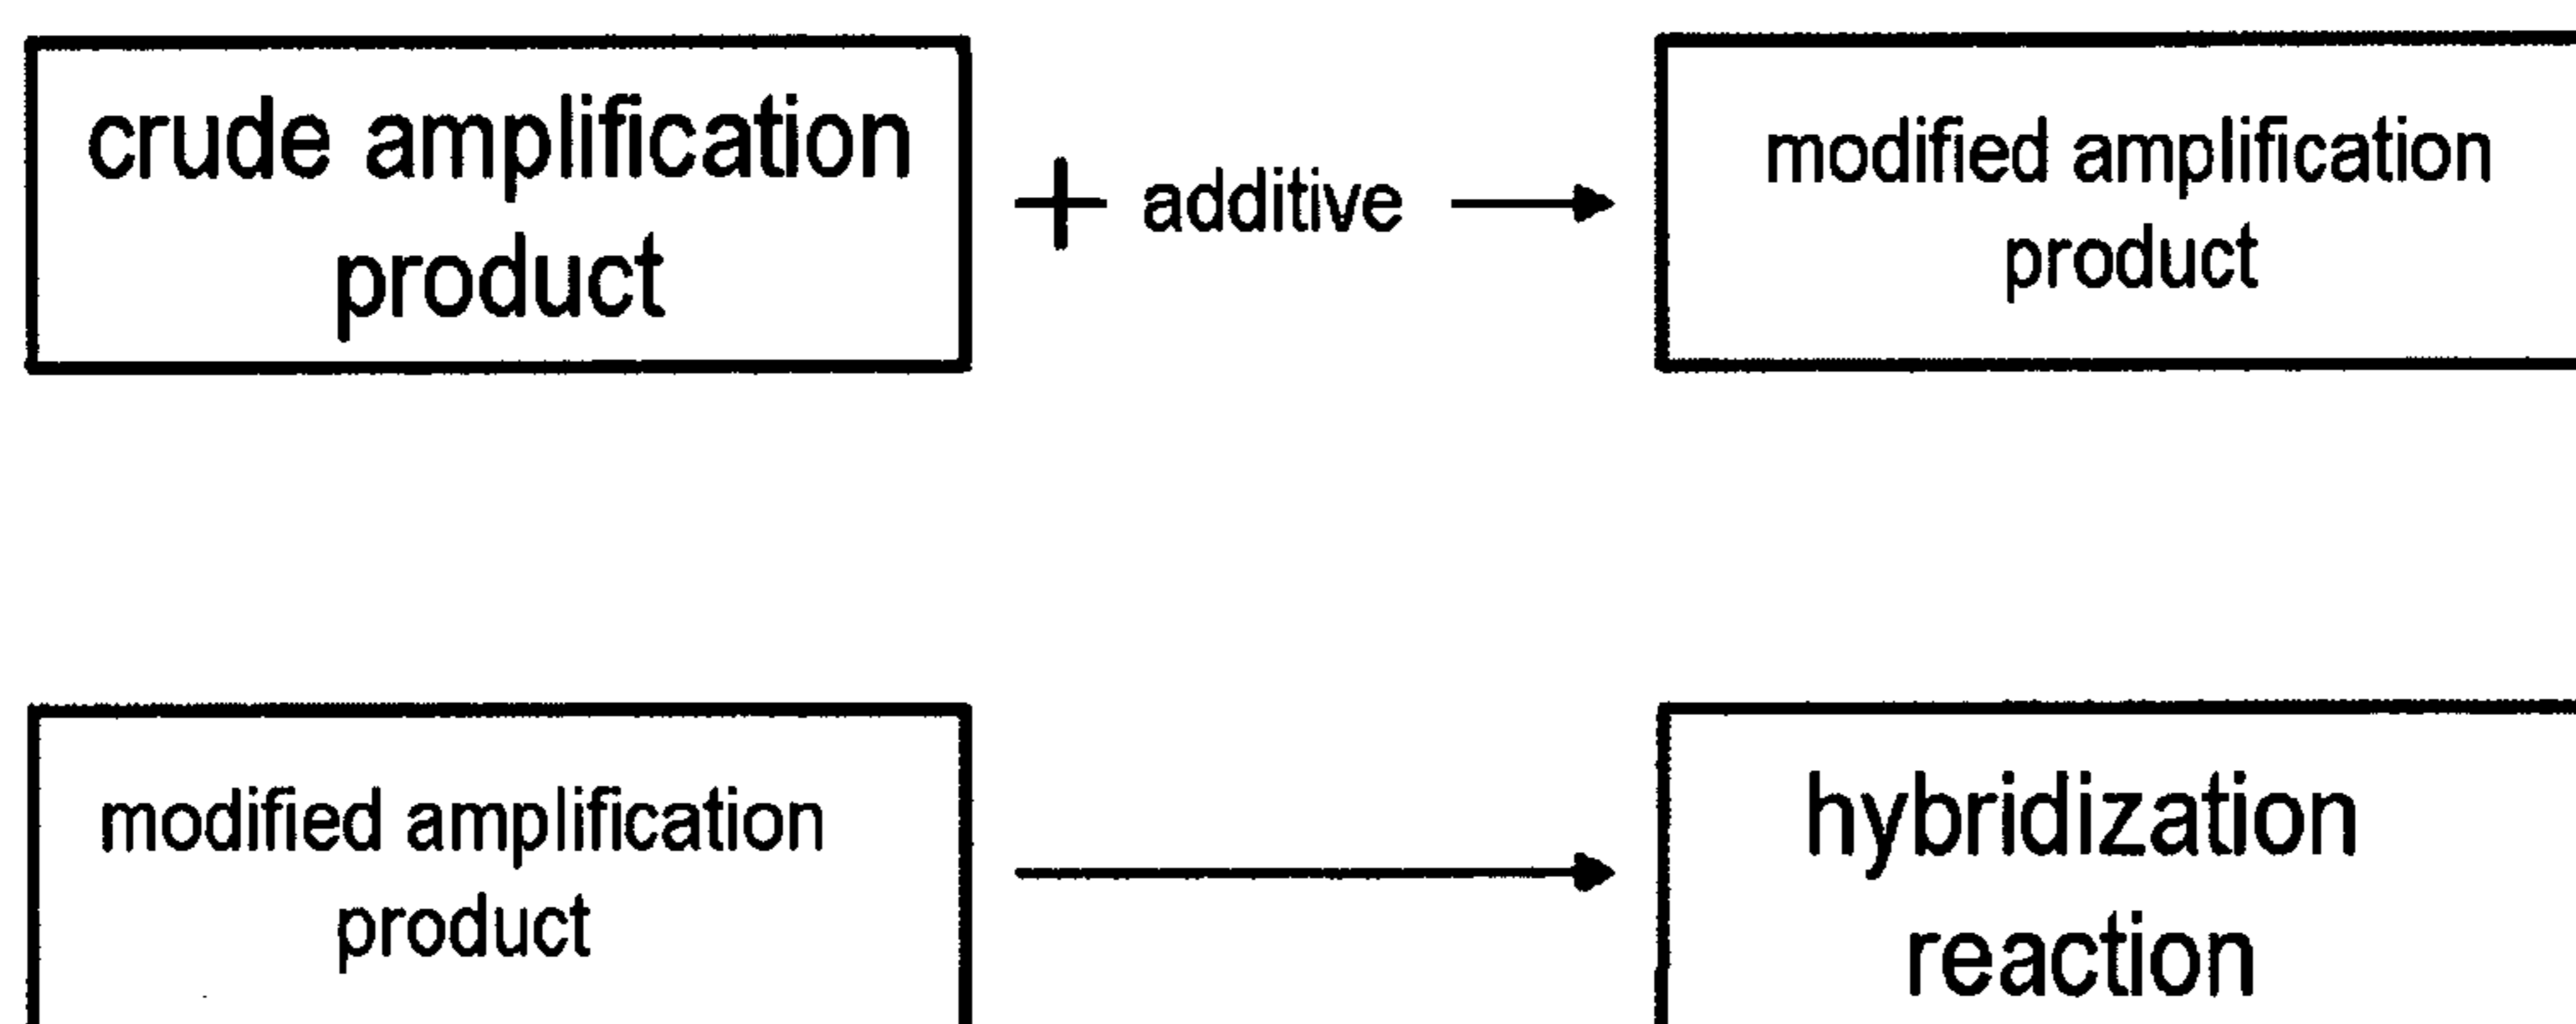 crude amplification
product
+ additive
modified amplification
product
modified amplification
product
hybridization
reaction